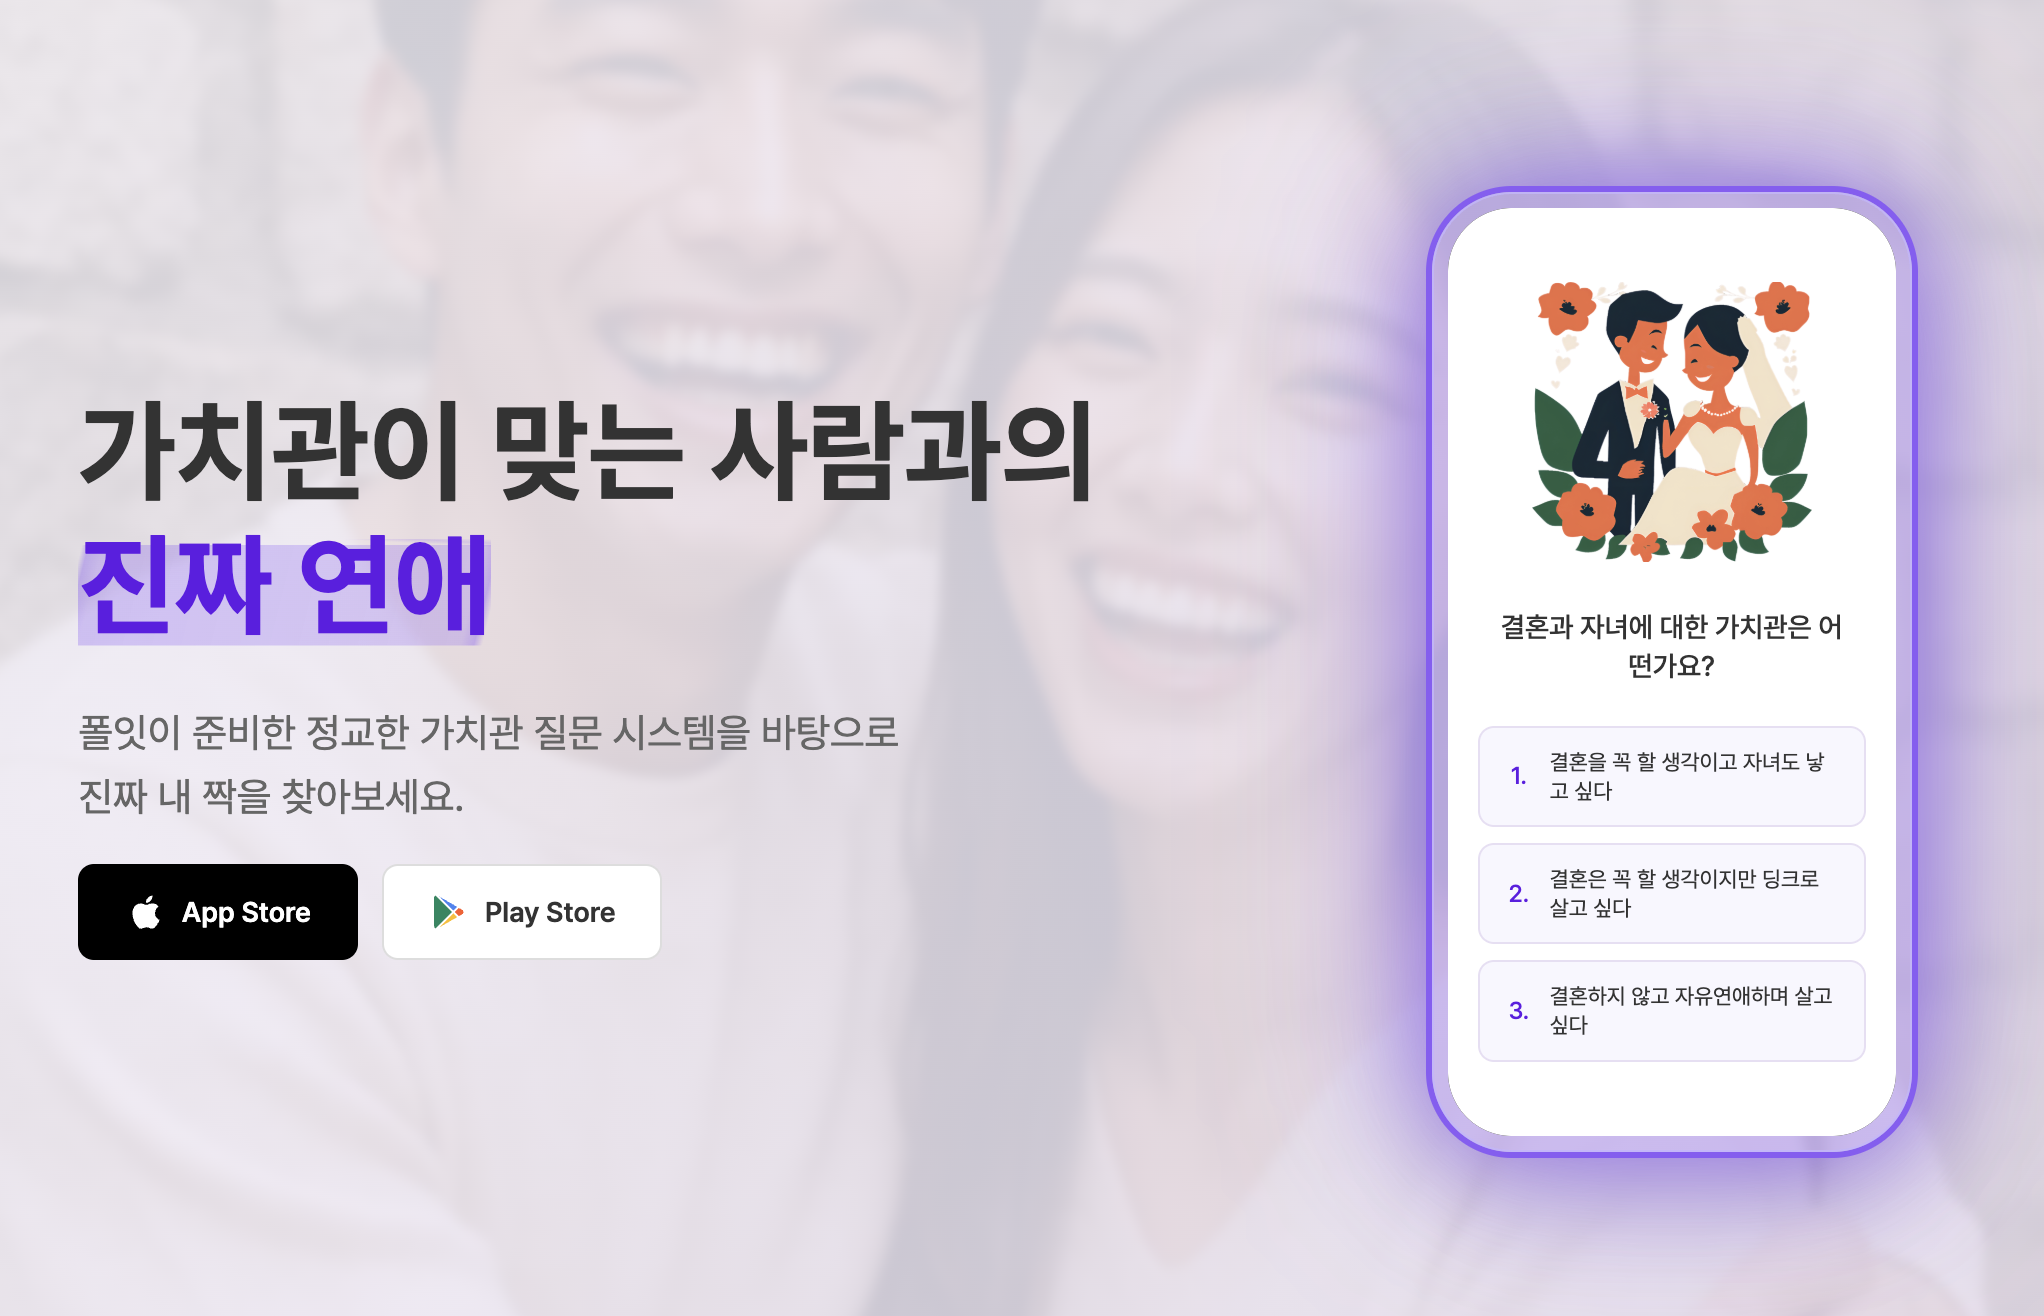 가치관이 맞는 사람과의
진짜 연애
폴잇이 준비한 정교한 가치관 질문 시스템을 바탕으로
진짜 내 짝을 찾아보세요.
App Store
Play Store
결혼과 자녀에 대한 가치관은 어
떤가요?
1. 결혼을 꼭 할 생각이고 자녀도 낳
고 싶다
2. 결혼은 꼭 할 생각이지만 딩크로
살고 싶다
3. 결혼하지 않고 자유연애하며 살고
싶다